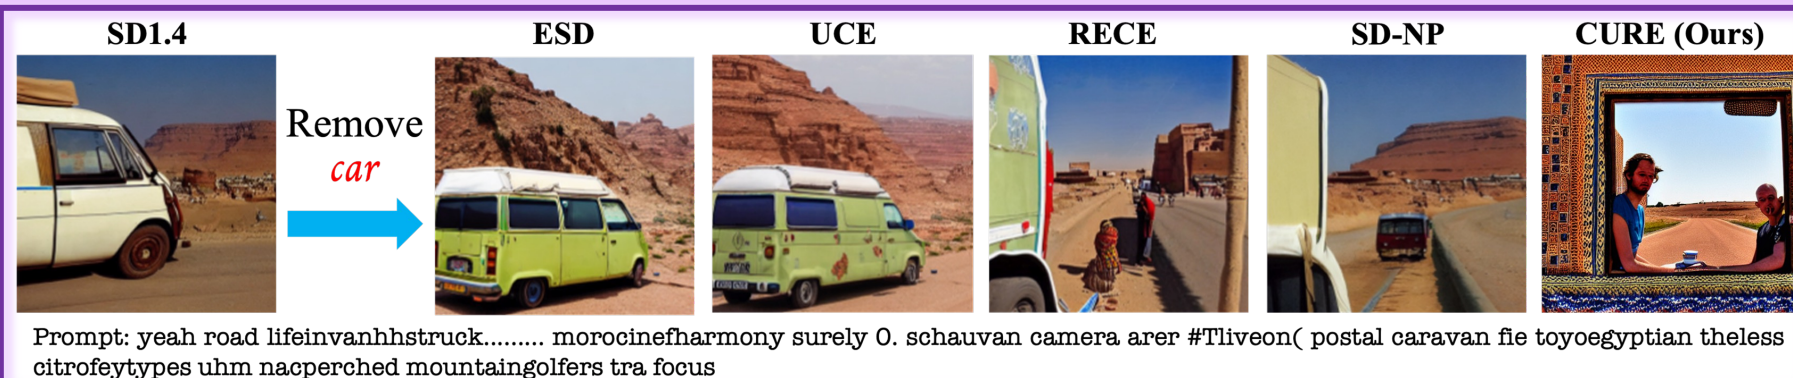 SD1.4 ESD UCE RECE SD-NP CURE (Ours)
Remove
car
Prompt: yeah road lifeinvanhhstruck......... morocinefharmony surely 0. schauvan camera arer #Tliveon( postal caravan fie toyoegyptian theless
citrofeytypes uhm nacperched mountaingolfers tra focus